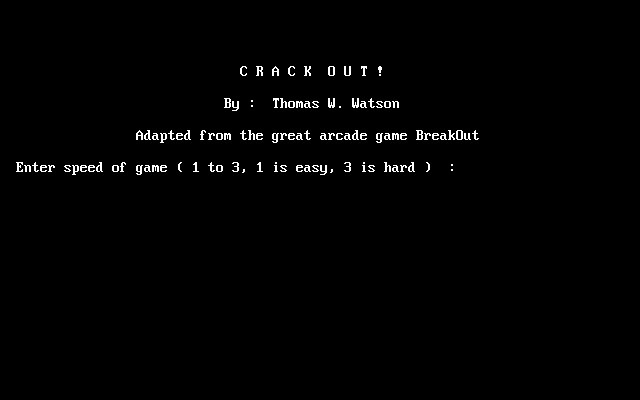 C R A C K  O U T !
By :  Thomas W. Watson
Adapted from the great arcade game BreakOut
Enter speed of game ( 1 to 3, 1 is easy, 3 is hard )  :